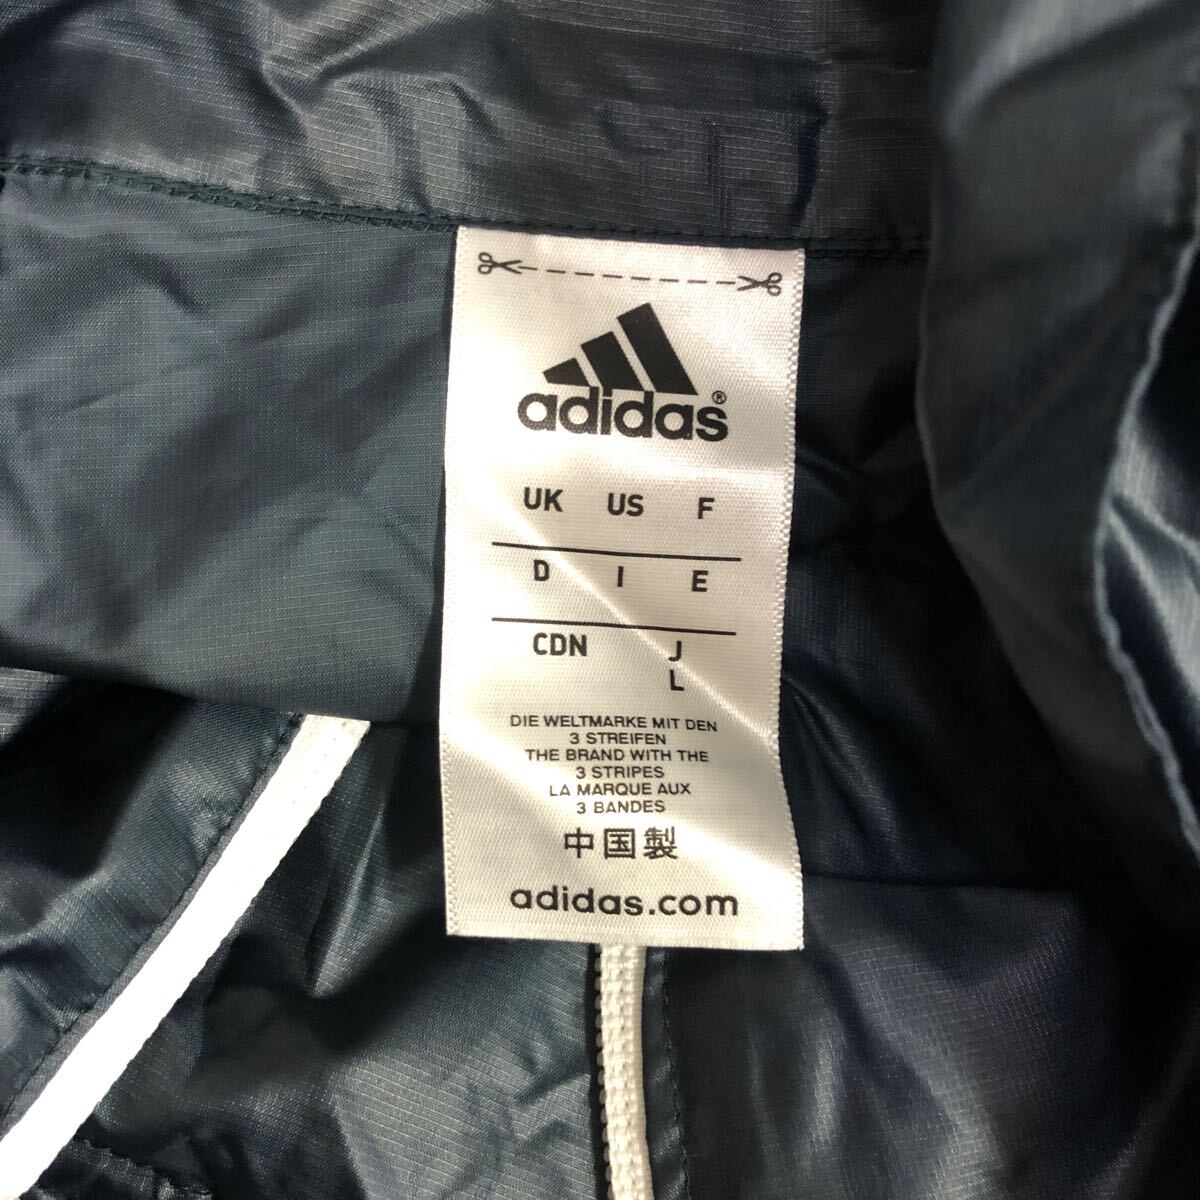 adidas®
UK US F
D I E
CDN J
L
DIE WELTMARKE MIT DEN
3 STREIFEN
THE BRAND WITH THE
3 STRIPES
LA MARQUE AUX
3 BANDES
中国製
adidas.com